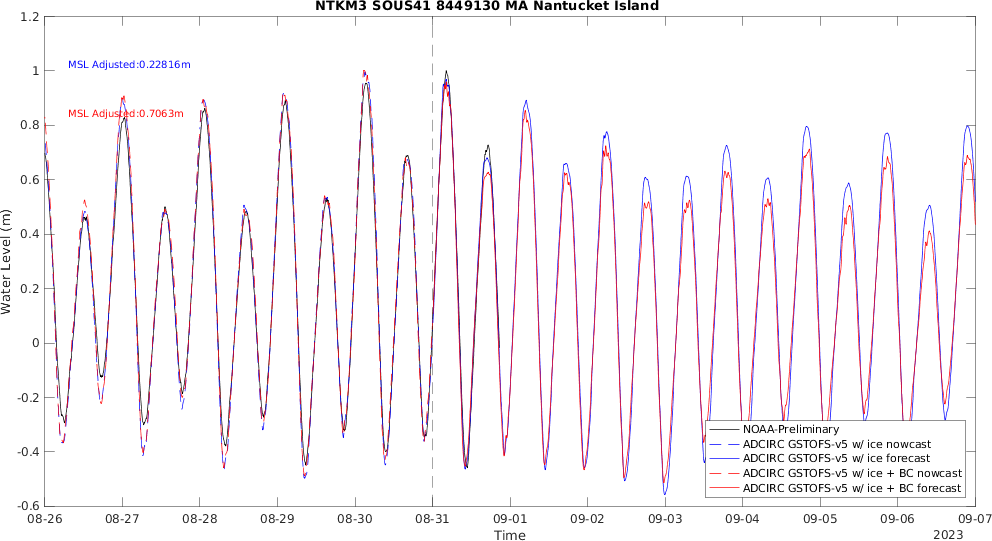 NTKM3 SOUS41 8449130 MA Nantucket Island
MSL Adjusted:0.22816m
MSL Adjusted:0.7063m
Water Level (m)
1.2
1
0.8
0.6
0.4
0.2
0
-0.2
-0.4
-0.6
NOAA-Preliminary
ADCIRC GSTOFS-v5 w/ ice nowcast
ADCIRC GSTOFS-v5 w/ ice forecast
ADCIRC GSTOFS-v5 w/ ice + BC nowcast
ADCIRC GSTOFS-v5 w/ ice + BC forecast
08-26 08-27 08-28 08-29 08-30 08-31 09-01 09-02 09-03 09-04 09-05 09-06 09-07
Time
2023